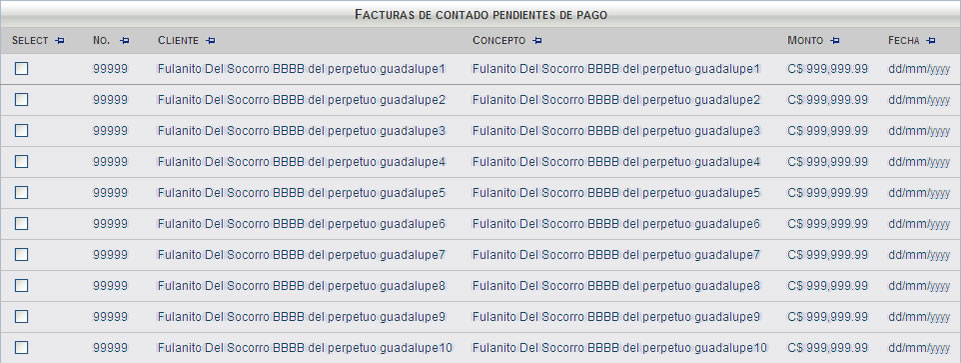 FACTURAS DE CONTADO PENDIENTES DE PAGO
SELECT NO. CLIENTE CONCEPTO MONTO FECHA
99999 Fulanito Del Socorro BBBB del perpetuo guadalupe1 Fulanito Del Socorro BBBB del perpetuo guadalupe1 C$ 999,999.99 dd/mm/yyyy
99999 Fulanito Del Socorro BBBB del perpetuo guadalupe2 Fulanito Del Socorro BBBB del perpetuo guadalupe2 C$ 999,999.99 dd/mm/yyyy
99999 Fulanito Del Socorro BBBB del perpetuo guadalupe3 Fulanito Del Socorro BBBB del perpetuo guadalupe3 C$ 999,999.99 dd/mm/yyyy
99999 Fulanito Del Socorro BBBB del perpetuo guadalupe4 Fulanito Del Socorro BBBB del perpetuo guadalupe4 C$ 999,999.99 dd/mm/yyyy
99999 Fulanito Del Socorro BBBB del perpetuo guadalupe5 Fulanito Del Socorro BBBB del perpetuo guadalupe5 C$ 999,999.99 dd/mm/yyyy
99999 Fulanito Del Socorro BBBB del perpetuo guadalupe6 Fulanito Del Socorro BBBB del perpetuo guadalupe6 C$ 999,999.99 dd/mm/yyyy
99999 Fulanito Del Socorro BBBB del perpetuo guadalupe7 Fulanito Del Socorro BBBB del perpetuo guadalupe7 C$ 999,999.99 dd/mm/yyyy
99999 Fulanito Del Socorro BBBB del perpetuo guadalupe8 Fulanito Del Socorro BBBB del perpetuo guadalupe8 C$ 999,999.99 dd/mm/yyyy
99999 Fulanito Del Socorro BBBB del perpetuo guadalupe9 Fulanito Del Socorro BBBB del perpetuo guadalupe9 C$ 999,999.99 dd/mm/yyyy
99999 Fulanito Del Socorro BBBB del perpetuo guadalupe10 Fulanito Del Socorro BBBB del perpetuo guadalupe10 C$ 999,999.99 dd/mm/yyyy